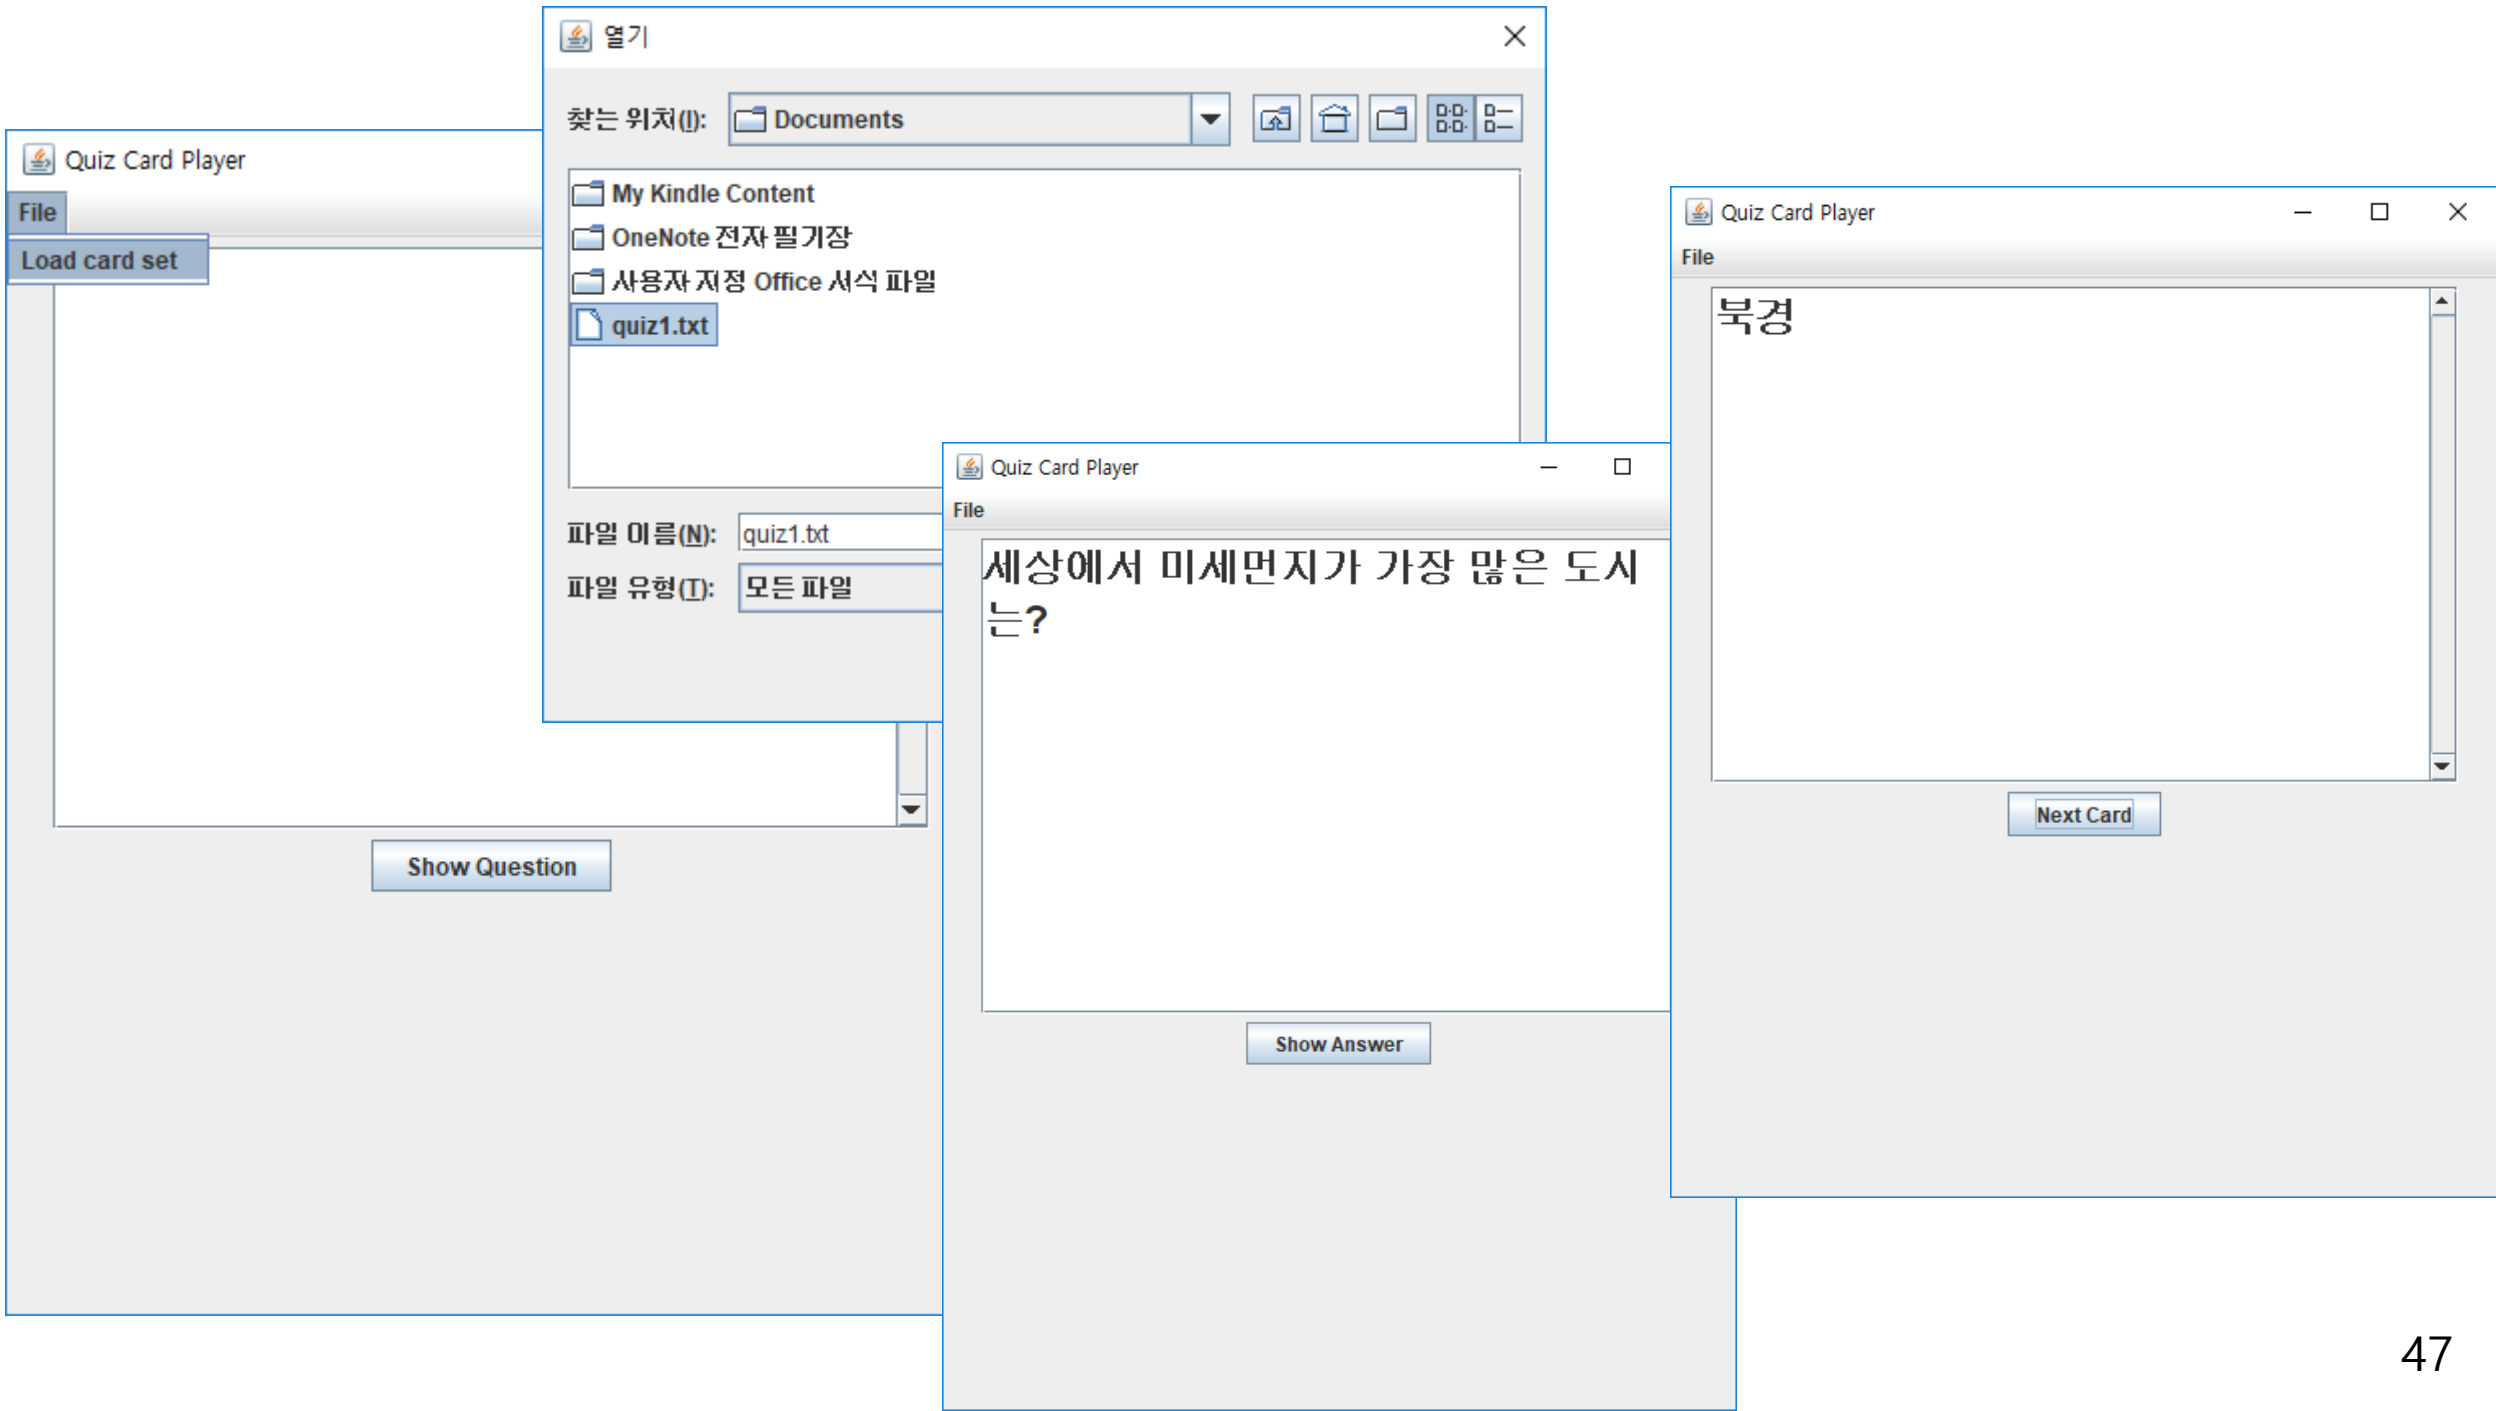 Quiz Card Player
File
Load card set
Show Question
열기
찾는 위치(I):
Documents
My Kindle Content
OneNote 전자 필기장
사용자 지정 Office 서식 파일
quiz1.txt
파일 이름(N):
quiz1.txt
파일 유형(T):
모든 파일
Quiz Card Player
File
세상에서 미세먼지가 가장 많은 도시
는?
Show Answer
Quiz Card Player
File
북경
Next Card
47